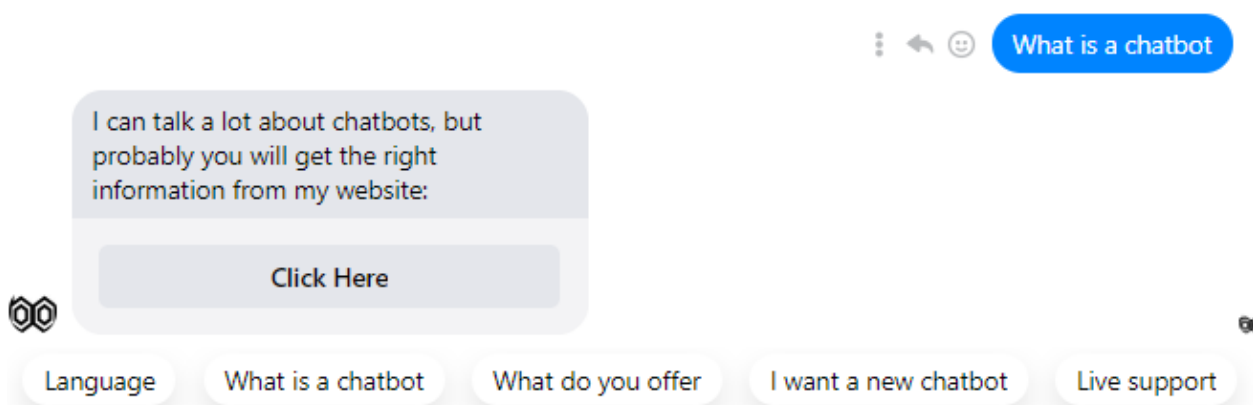 What is a chatbot
I can talk a lot about chatbots, but
probably you will get the right
information from my website:
Click Here
Language
What is a chatbot
What do you offer
I want a new chatbot
Live support